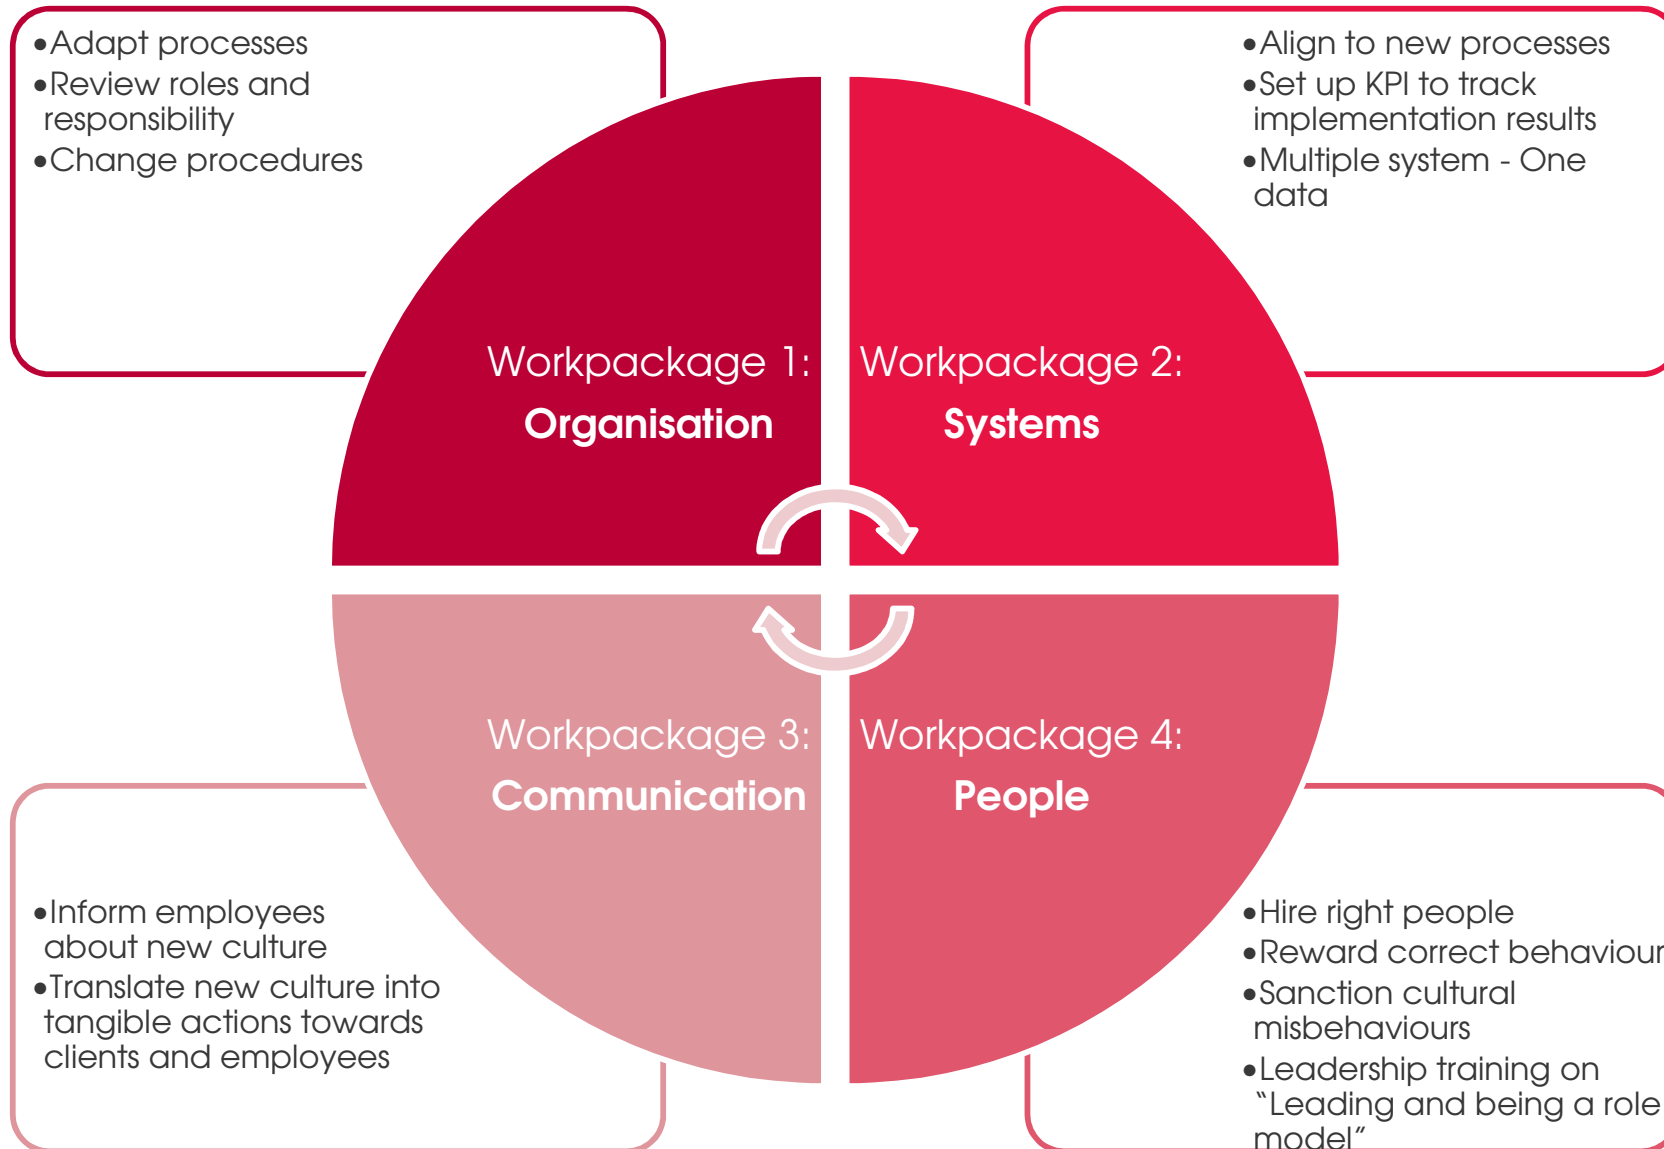 •Adapt processes
•Review roles and
responsibility
•Change procedures
•Align to new processes
•Set up KPI to track
implementation results
•Multiple system - One
data
Workpackage 1:
Organisation
Workpackage 2:
Systems
Workpackage 3:
Communication
Workpackage 4:
People
•Inform employees
about new culture
•Translate new culture into
tangible actions towards
clients and employees
•Hire right people
•Reward correct behaviour
•Sanction cultural
misbehaviours
•Leadership training on
“Leading and being a role
model”